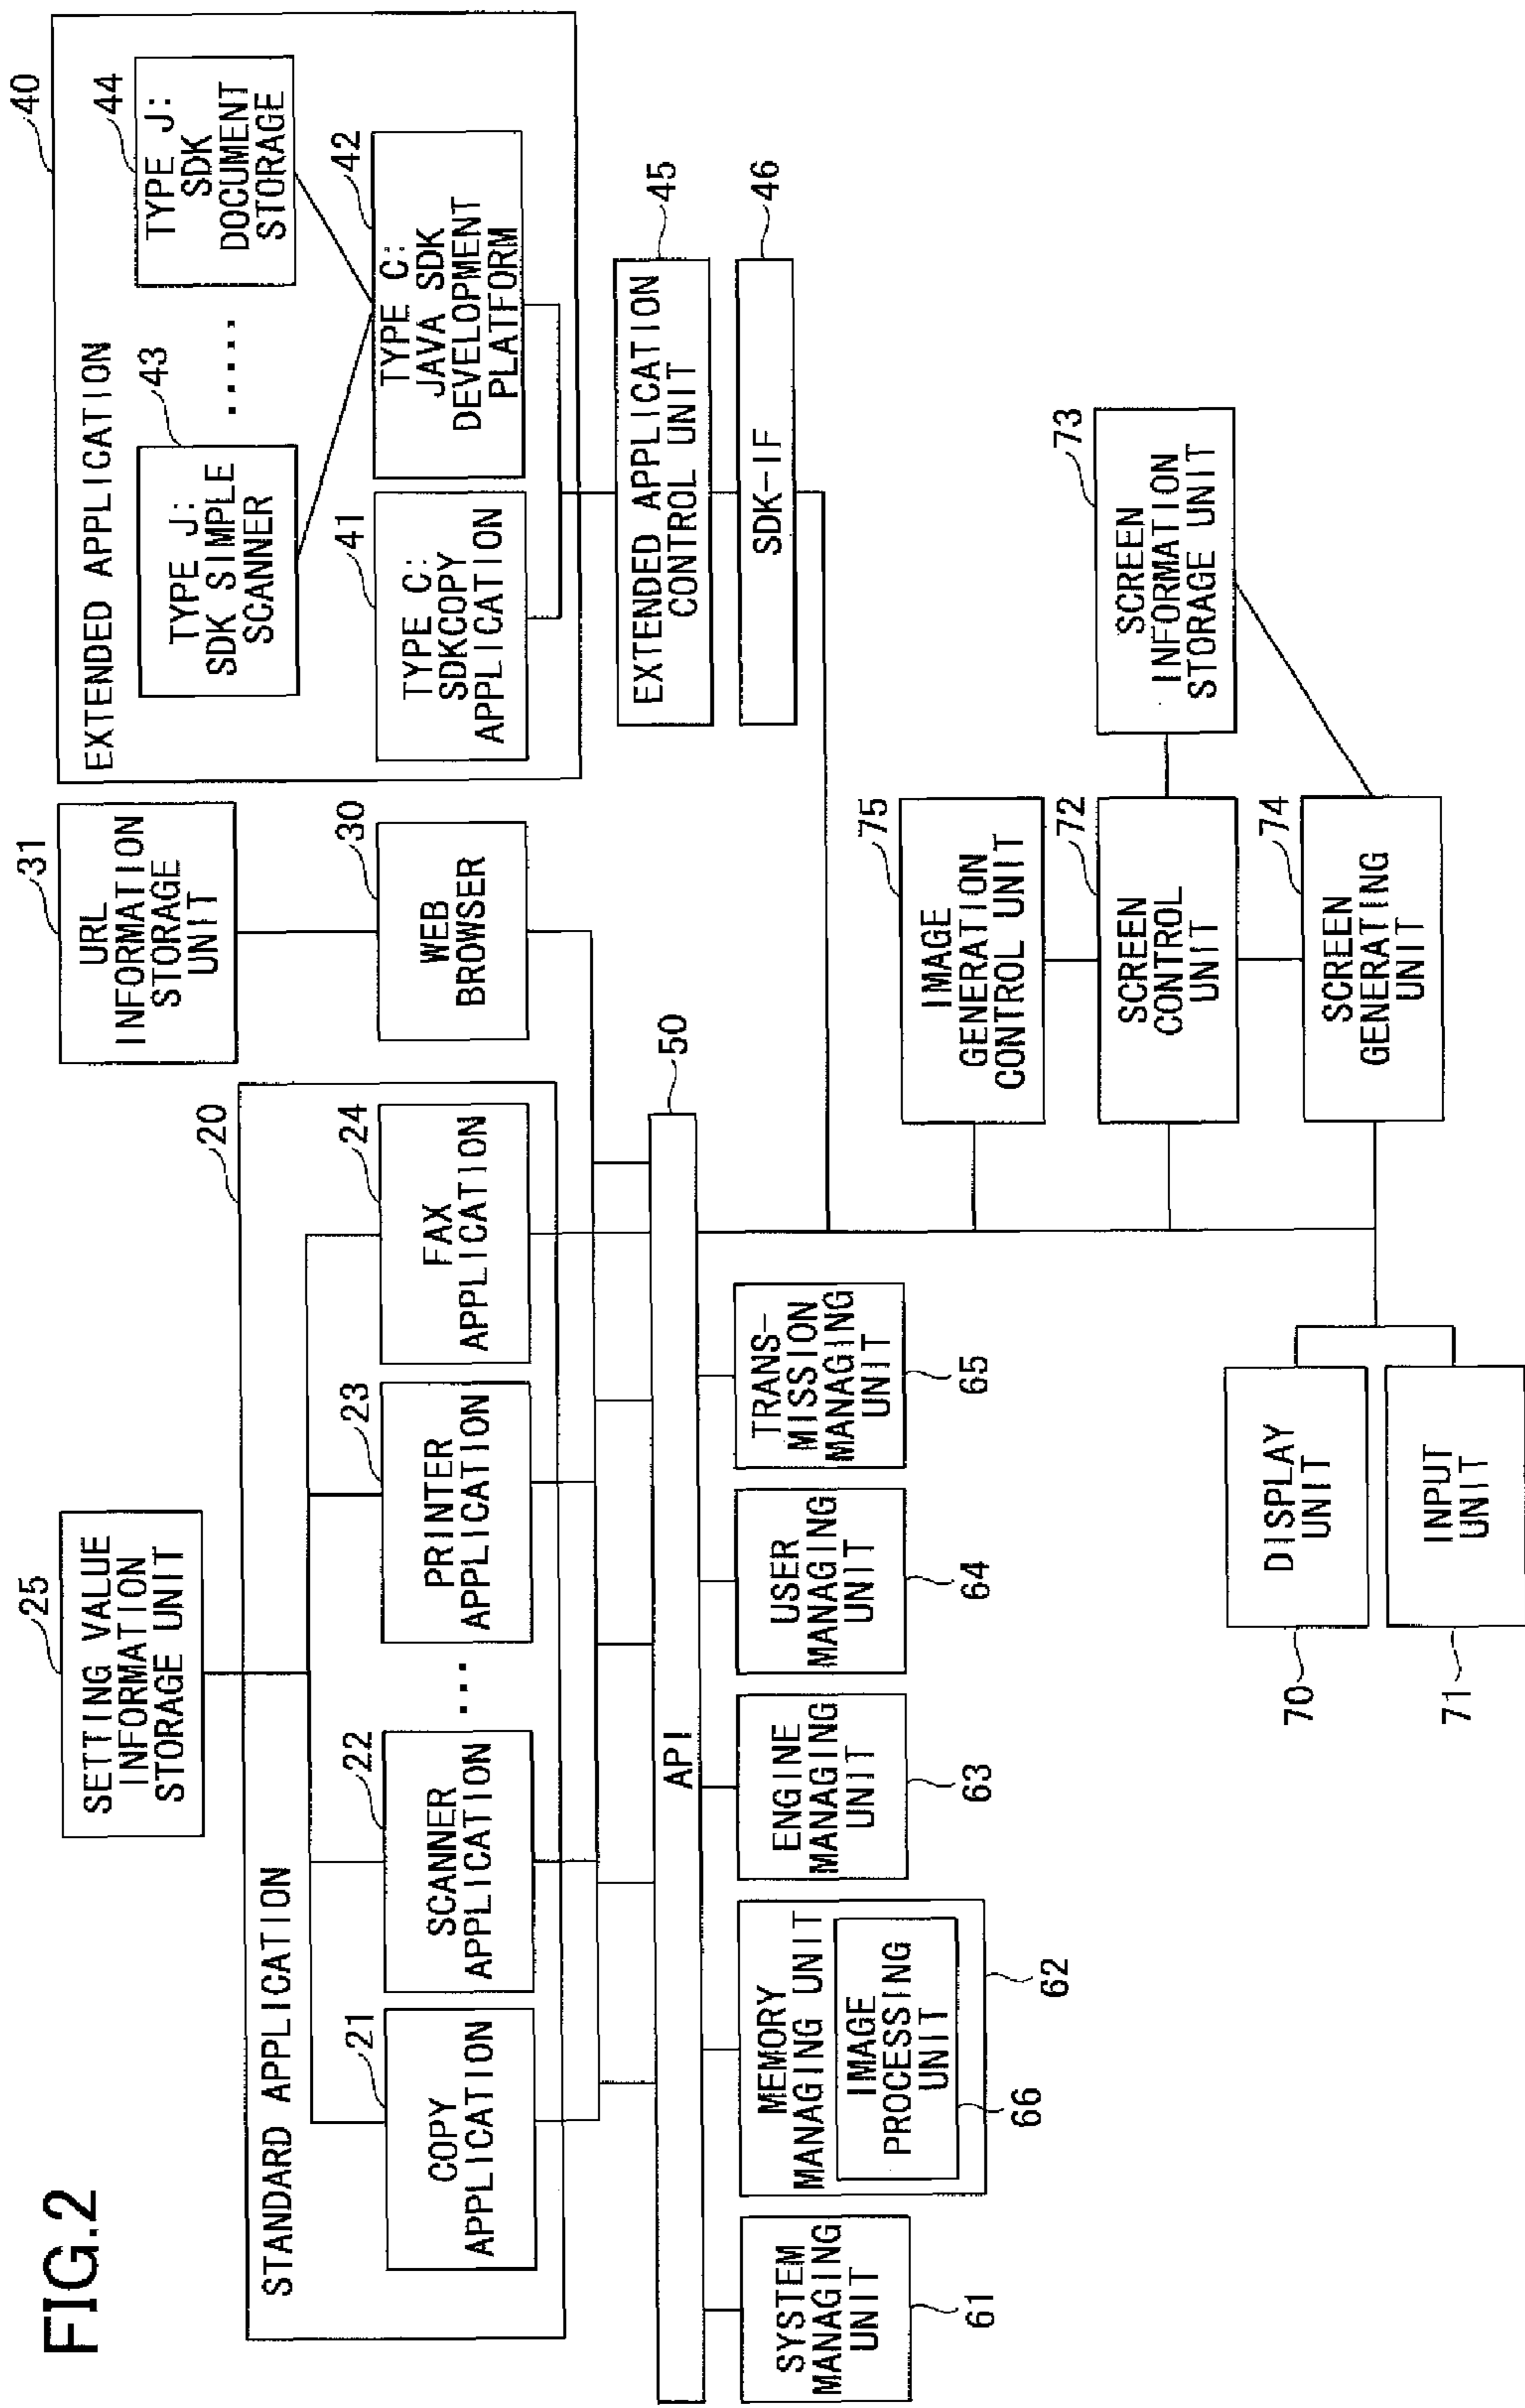 FIG.2
25
SETTING VALUE
INFORMATION
STORAGE UNIT
31
URL
INFORMATION
STORAGE
UNIT
20
STANDARD APPLICATION
21
COPY
APPLICATION
22
SCANNER
APPLICATION
...
23
PRINTER
APPLICATION
24
FAX
APPLICATION
30
WEB
BROWSER
40
EXTENDED APPLICATION
43
TYPE J:
SDK SIMPLE
SCANNER
.....
44
TYPE J:
SDK
DOCUMENT
STORAGE
41
TYPE C:
SDKCOPY
APPLICATION
42
TYPE C:
JAVA SDK
DEVELOPMENT
PLATFORM
45
EXTENDED APPLICATION
CONTROL UNIT
46
SDK-IF
50
API
SYSTEM
MANAGING
UNIT
61
MEMORY
MANAGING UNIT
IMAGE
PROCESSING
UNIT
66
62
ENGINE
MANAGING
UNIT
63
USER
MANAGING
UNIT
64
TRANS-
MISSION
MANAGING
UNIT
65
75
IMAGE
GENERATION
CONTROL UNIT
72
SCREEN
CONTROL
UNIT
73
SCREEN
INFORMATION
STORAGE UNIT
74
SCREEN
GENERATING
UNIT
70
DISPLAY
UNIT
71
INPUT
UNIT